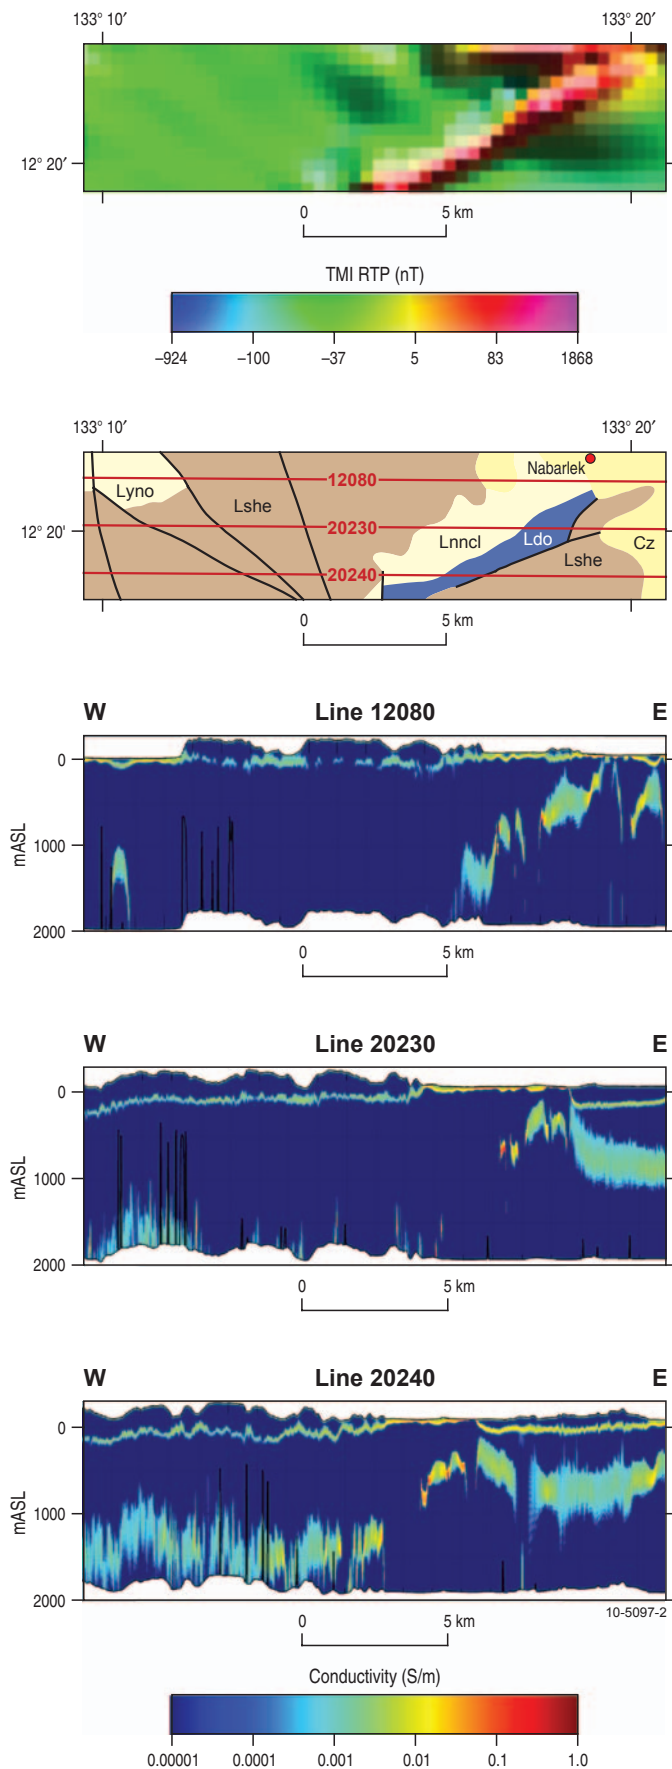 133° 10′ 133° 20′
12° 20′
0 5 km
TMI RTP (nT)
−924 −100 −37 5 83 1868
133° 10′ 133° 20′
12° 20'
Nabarlek
12080
Lyno
Lshe
20230
Lnncl
Ldo
Cz
Lshe
20240
0 5 km
W Line 12080 E
0
1000
2000
mASL
0 5 km
W Line 20230 E
0
1000
2000
mASL
0 5 km
W Line 20240 E
0
1000
2000
mASL
10-5097-2
0 5 km
Conductivity (S/m)
0.00001 0.0001 0.001 0.01 0.1 1.0